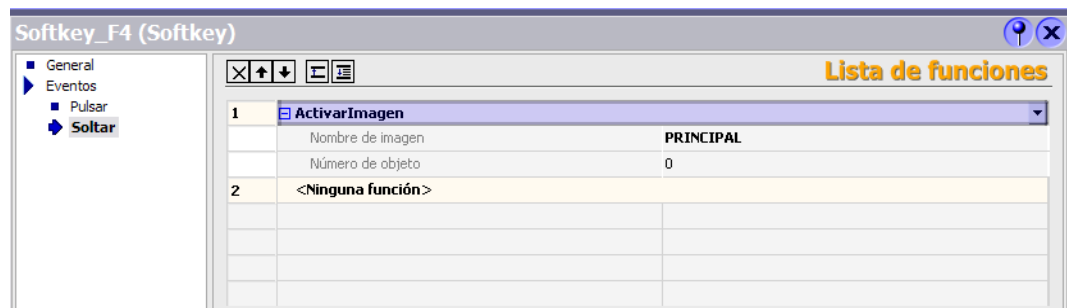 Softkey_F4 (Softkey)
General
Eventos
Pulsar
Soltar
Lista de funciones
1 ActivarImagen
Nombre de imagen PRINCIPAL
Número de objeto 0
2 <Ninguna función>